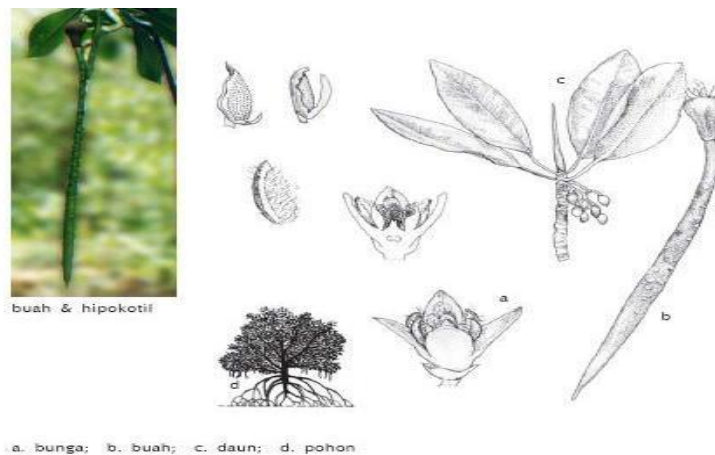 c
buah & hipokotil
a
b
d
a. bunga; b. buah; c. daun; d. pohon